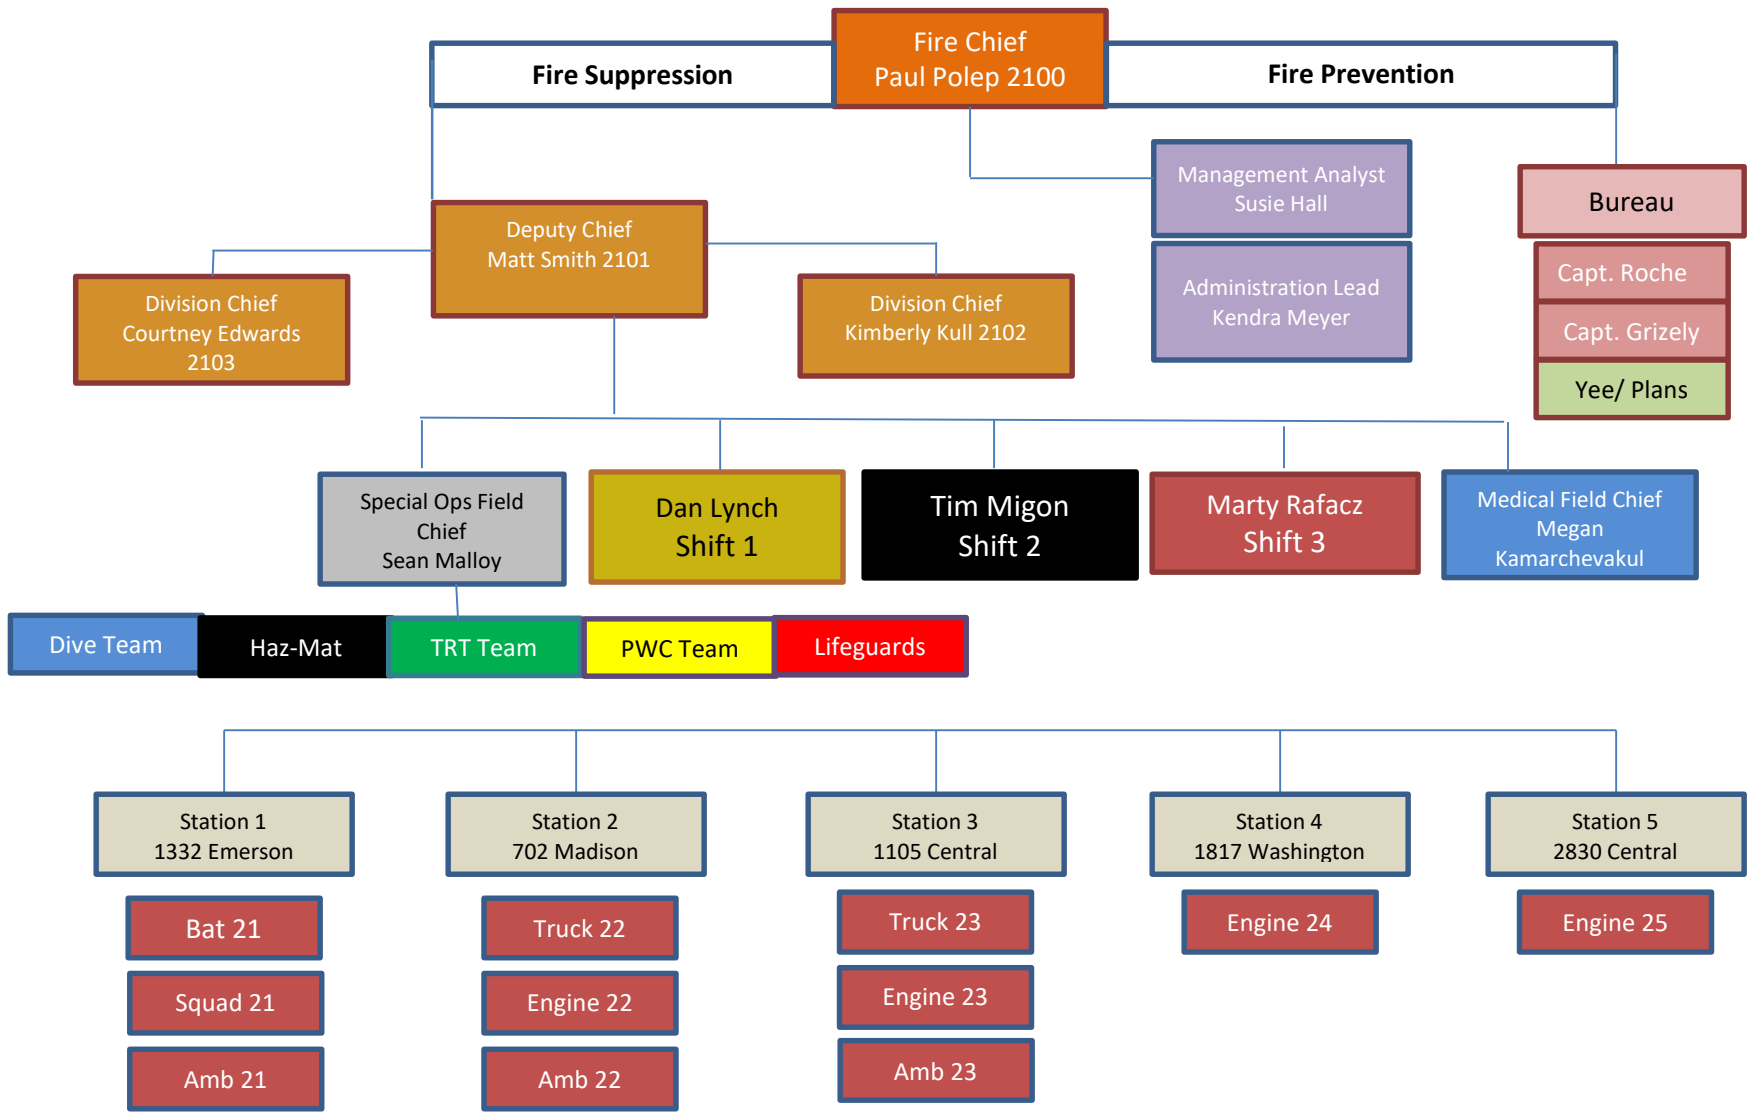 Fire Chief
Paul Polep 2100
Fire Suppression
Fire Prevention
Management Analyst
Susie Hall
Bureau
Deputy Chief
Matt Smith 2101
Administration Lead
Kendra Meyer
Capt. Roche
Capt. Grizely
Yee/ Plans
Division Chief
Courtney Edwards
2103
Division Chief
Kimberly Kull 2102
Special Ops Field
Chief
Sean Malloy
Dan Lynch
Shift 1
Tim Migon
Shift 2
Marty Rafacz
Shift 3
Medical Field Chief
Megan
Kamarchevakul
Dive Team
Haz-Mat
TRT Team
PWC Team
Lifeguards
Station 1
1332 Emerson
Station 2
702 Madison
Station 3
1105 Central
Station 4
1817 Washington
Station 5
2830 Central
Bat 21
Squad 21
Amb 21
Truck 22
Engine 22
Amb 22
Truck 23
Engine 23
Amb 23
Engine 24
Engine 25